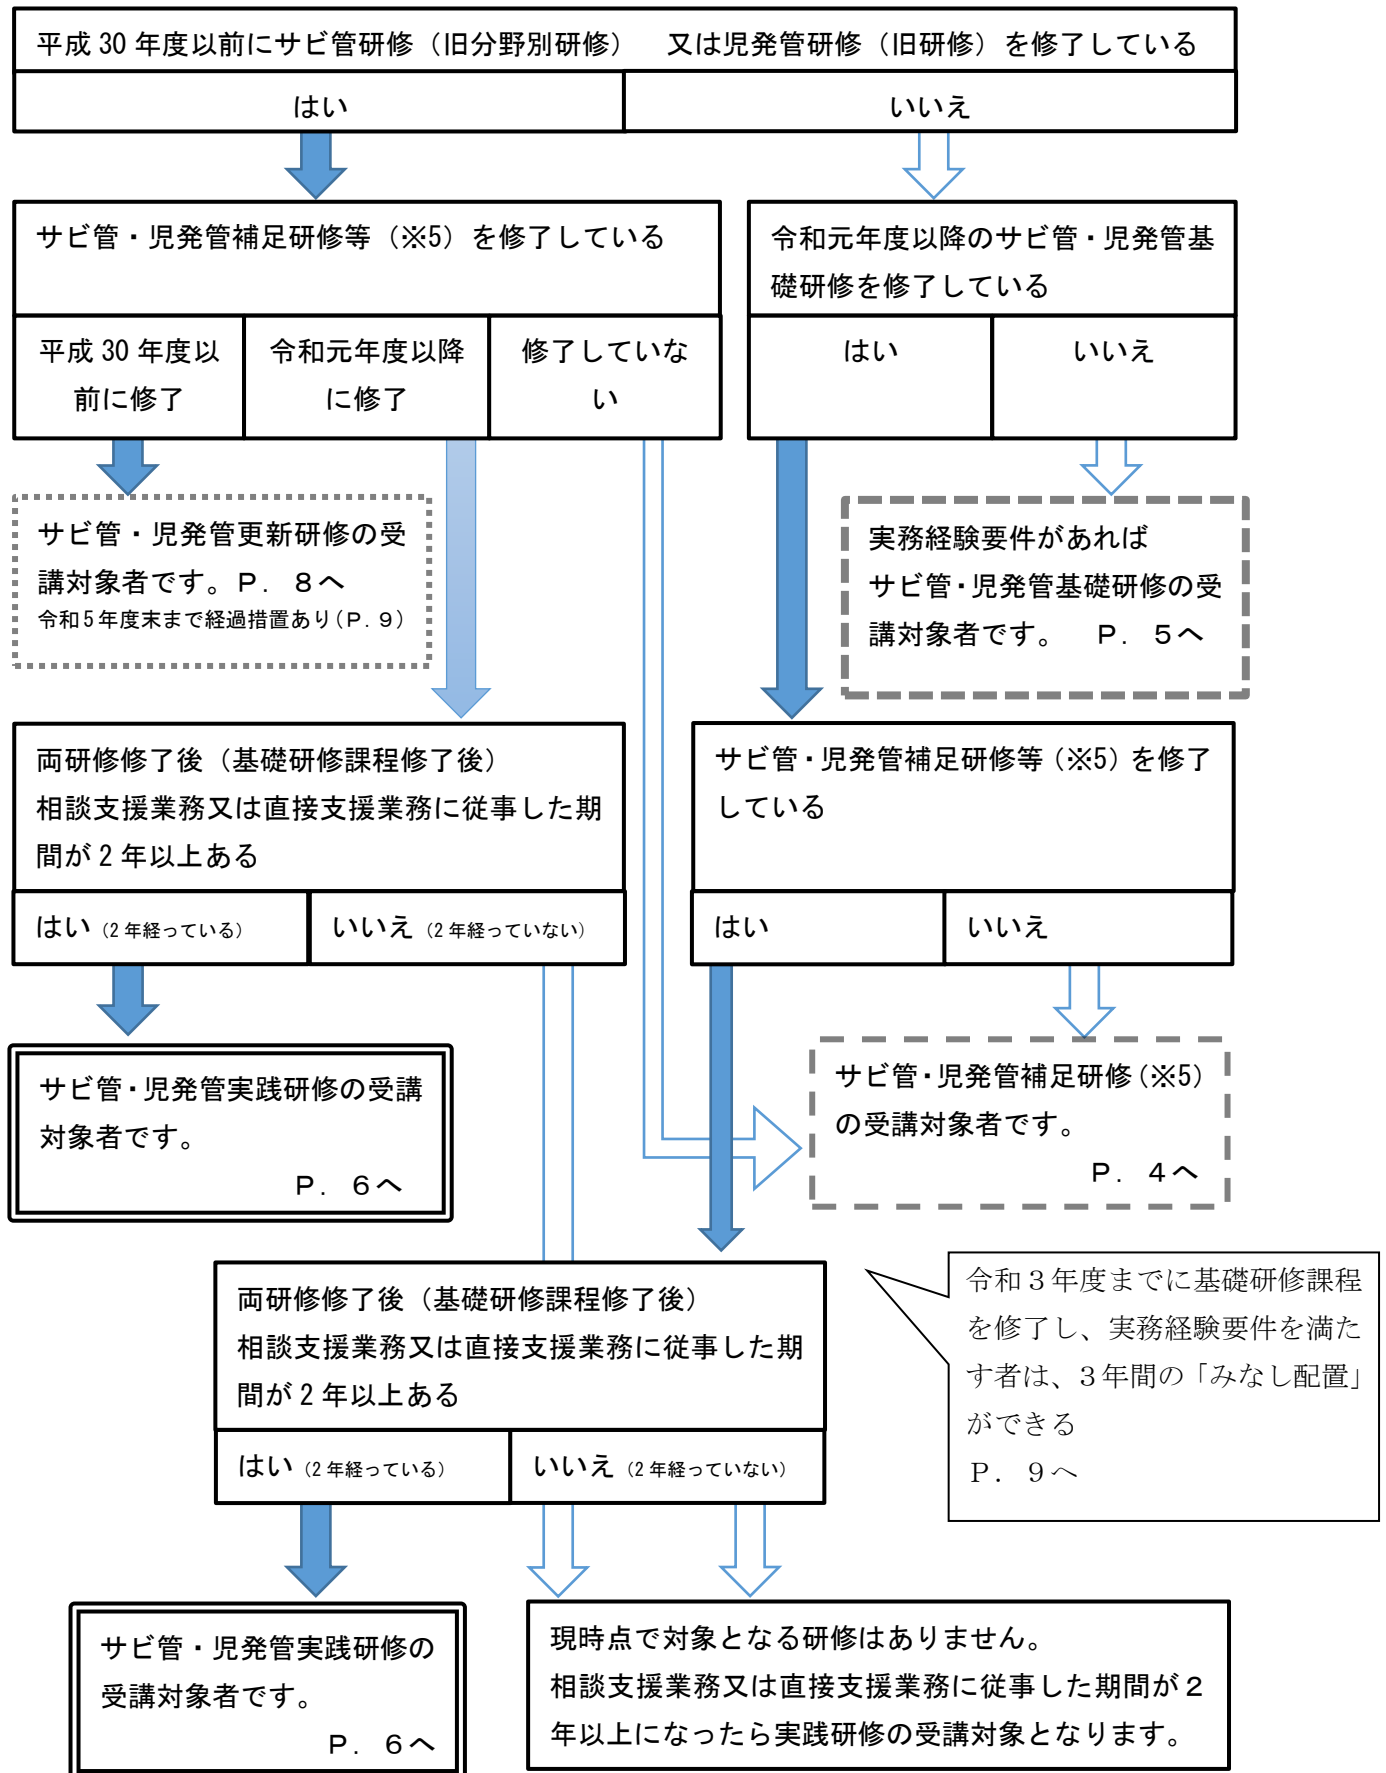 平成30年度以前にサビ管研修（旧分野別研修）　又は児発管研修（旧研修）を修了している
はい
いいえ
サビ管・児発管補足研修等（※5）を修了している
令和元年度以降のサビ管・児発管基
礎研修を修了している
平成30年度以
前に修了
令和元年度以降
に修了
修了していな
い
はい
いいえ
サビ管・児発管更新研修の受
講対象者です。Ｐ．８へ
令和5年度末まで経過措置あり（Ｐ．９）
実務経験要件があれば
サビ管・児発管基礎研修の受
講対象者です。　Ｐ．５へ
両研修修了後（基礎研修課程修了後）
相談支援業務又は直接支援業務に従事した期
間が2年以上ある
はい（2年経っている）
いいえ（2年経っていない）
サビ管・児発管補足研修等（※5）を修了
している
はい
いいえ
サビ管・児発管実践研修の受講
対象者です。
Ｐ．６へ
サビ管・児発管補足研修（※5）
の受講対象者です。
Ｐ．４へ
両研修修了後（基礎研修課程修了後）
相談支援業務又は直接支援業務に従事した期
間が2年以上ある
はい（2年経っている）
いいえ（2年経っていない）
令和３年度までに基礎研修課程
を修了し、実務経験要件を満た
す者は、３年間の「みなし配置」
ができる
Ｐ．９へ
サビ管・児発管実践研修の
受講対象者です。
Ｐ．６へ
現時点で対象となる研修はありません。
相談支援業務又は直接支援業務に従事した期間が２
年以上になったら実践研修の受講対象となります。